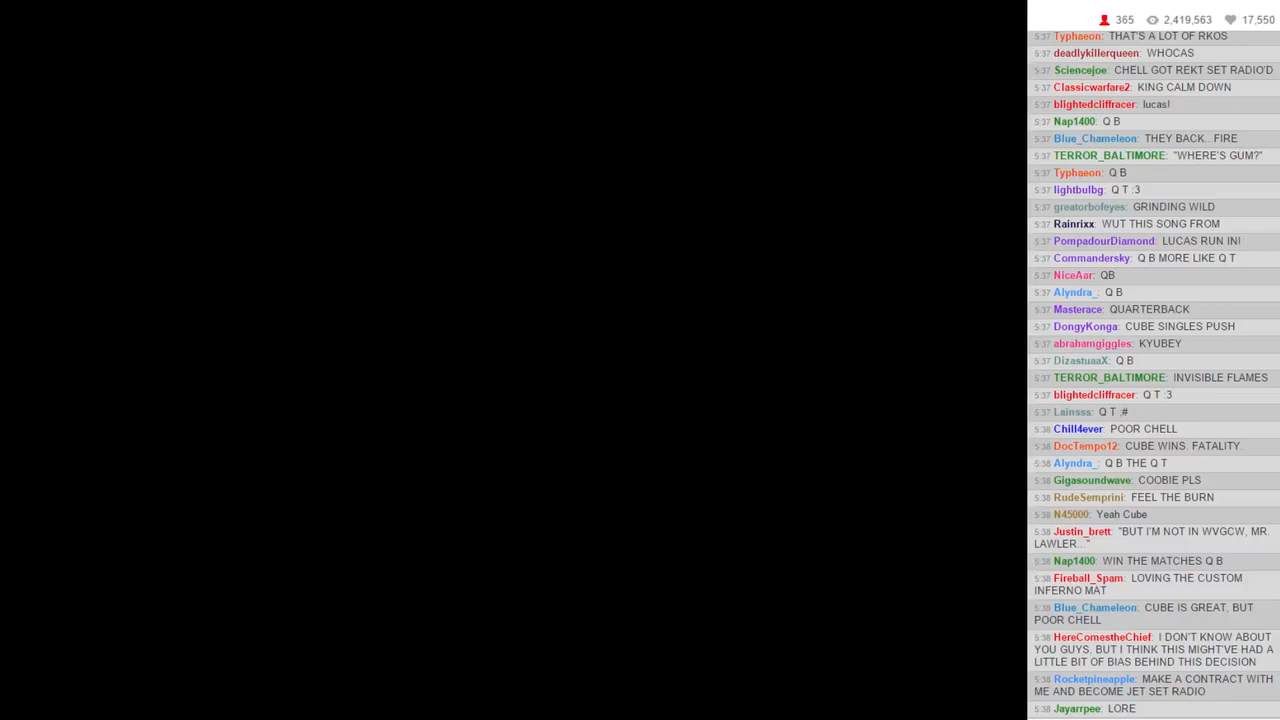 365 2,419,563 17,550
5:37 Typhaeon: THAT'S A LOT OF RKOS
5:37 deadlykillerqueen: WHOCAS
5:37 Sciencejoe: CHELL GOT REKT SET RADIO'D
5:37 Classicwarfare2: KING CALM DOWN
5:37 blightedcliffracer: lucas!
5:37 Nap1400: Q B
5:37 Blue_Chameleon: THEY BACK...FIRE
5:37 TERROR_BALTIMORE: "WHERE'S GUM?"
5:37 Typhaeon: Q B
5:37 lightbulbg: Q T :3
5:37 greatorbofeyes: GRINDING WILD
5:37 Rainrixx: WUT THIS SONG FROM
5:37 PompadourDiamond: LUCAS RUN IN!
5:37 Commandersky: Q B MORE LIKE Q T
5:37 NiceAar: QB
5:37 Alyndra_: Q B
5:37 Masterace: QUARTERBACK
5:37 DongyKonga: CUBE SINGLES PUSH
5:37 abrahamgiggles: KYUBEY
5:37 DizastuaaX: Q B
5:37 TERROR_BALTIMORE: INVISIBLE FLAMES
5:37 blightedcliffracer: Q T :3
5:37 Lainsss: Q T ;#
5:38 Chill4ever: POOR CHELL
5:38 DocTempo12: CUBE WINS. FATALITY.
5:38 Alyndra_: Q B THE Q T
5:38 Gigasoundwave: COOBIE PLS
5:38 RudeSemprini: FEEL THE BURN
5:38 N45000: Yeah Cube
5:38 Justin_brett: "BUT I'M NOT IN WVGCW, MR.
LAWLER..."
5:38 Nap1400: WIN THE MATCHES Q B
5:38 Fireball_Spam: LOVING THE CUSTOM
INFERNO MAT
5:38 Blue_Chameleon: CUBE IS GREAT, BUT
POOR CHELL
5:38 HereComestheChief: I DON'T KNOW ABOUT
YOU GUYS, BUT I THINK THIS MIGHT'VE HAD A
LITTLE BIT OF BIAS BEHIND THIS DECISION
5:38 Rocketpineapple: MAKE A CONTRACT WITH
ME AND BECOME JET SET RADIO
5:38 Jayarrpee: LORE